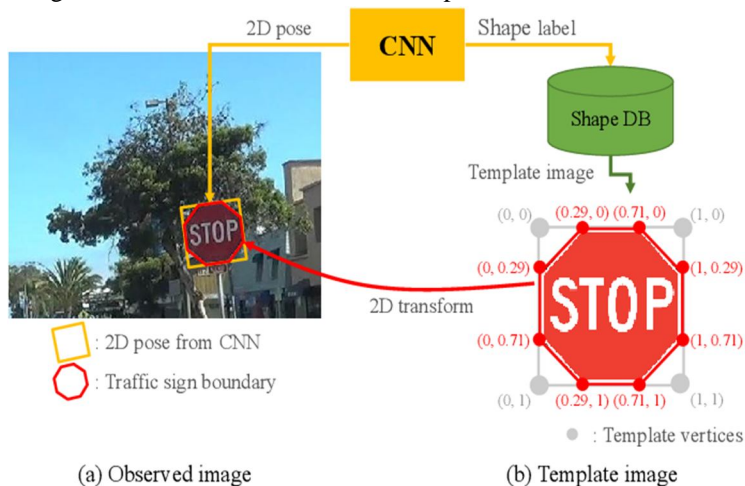 2D pose
CNN
Shape label
Shape DB
Template image
STOP
(0, 0)
(0.29, 0)
(0.71, 0)
(1, 0)
(0, 0.29)
(1, 0.29)
STOP
2D transform
(0, 0.71)
(1, 0.71)
(0, 1)
(0.29, 1)
(0.71, 1)
(1, 1)
: 2D pose from CNN
: Traffic sign boundary
: Template vertices
(a) Observed image
(b) Template image